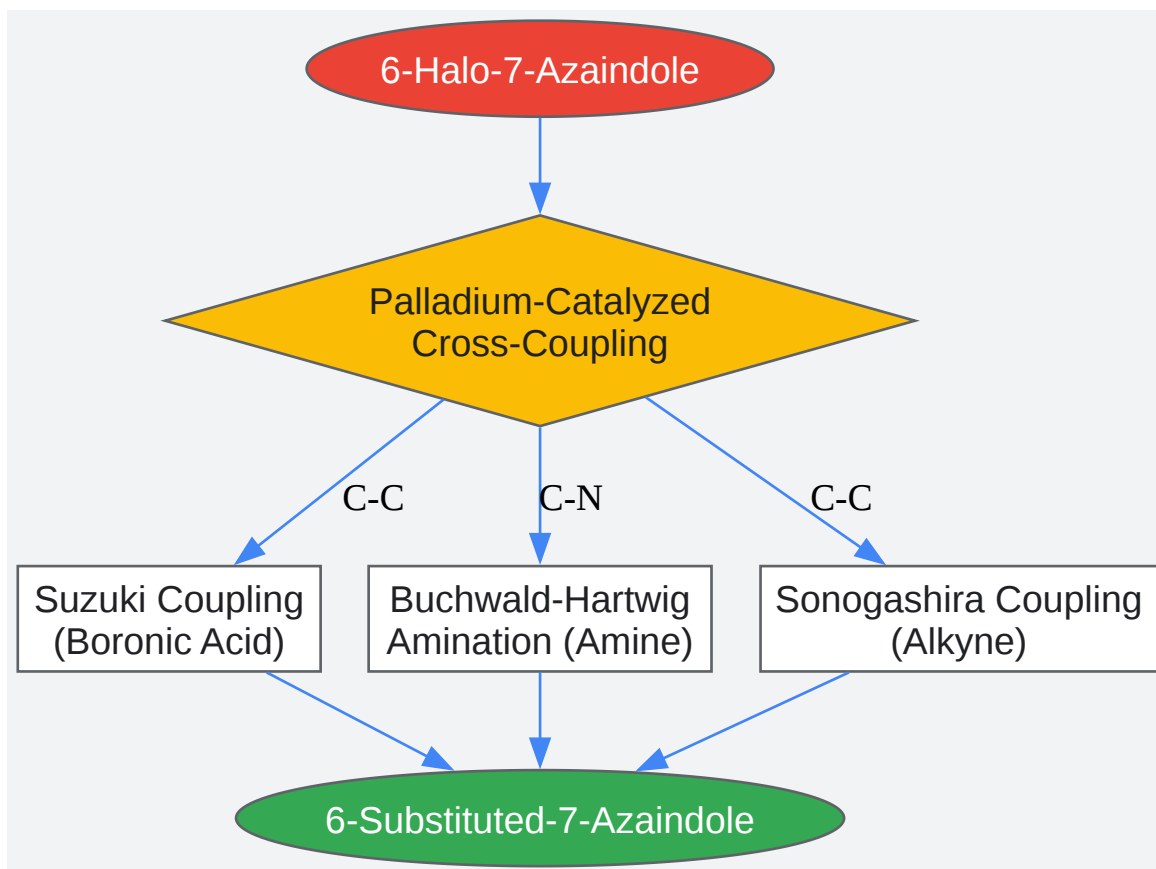 6-Halo-7-Azaindole
Palladium-Catalyzed
Cross-Coupling
C-C
C-N
C-C
Suzuki Coupling
(Boronic Acid)
Buchwald-Hartwig
Amination (Amine)
Sonogashira Coupling
(Alkyne)
6-Substituted-7-Azaindole